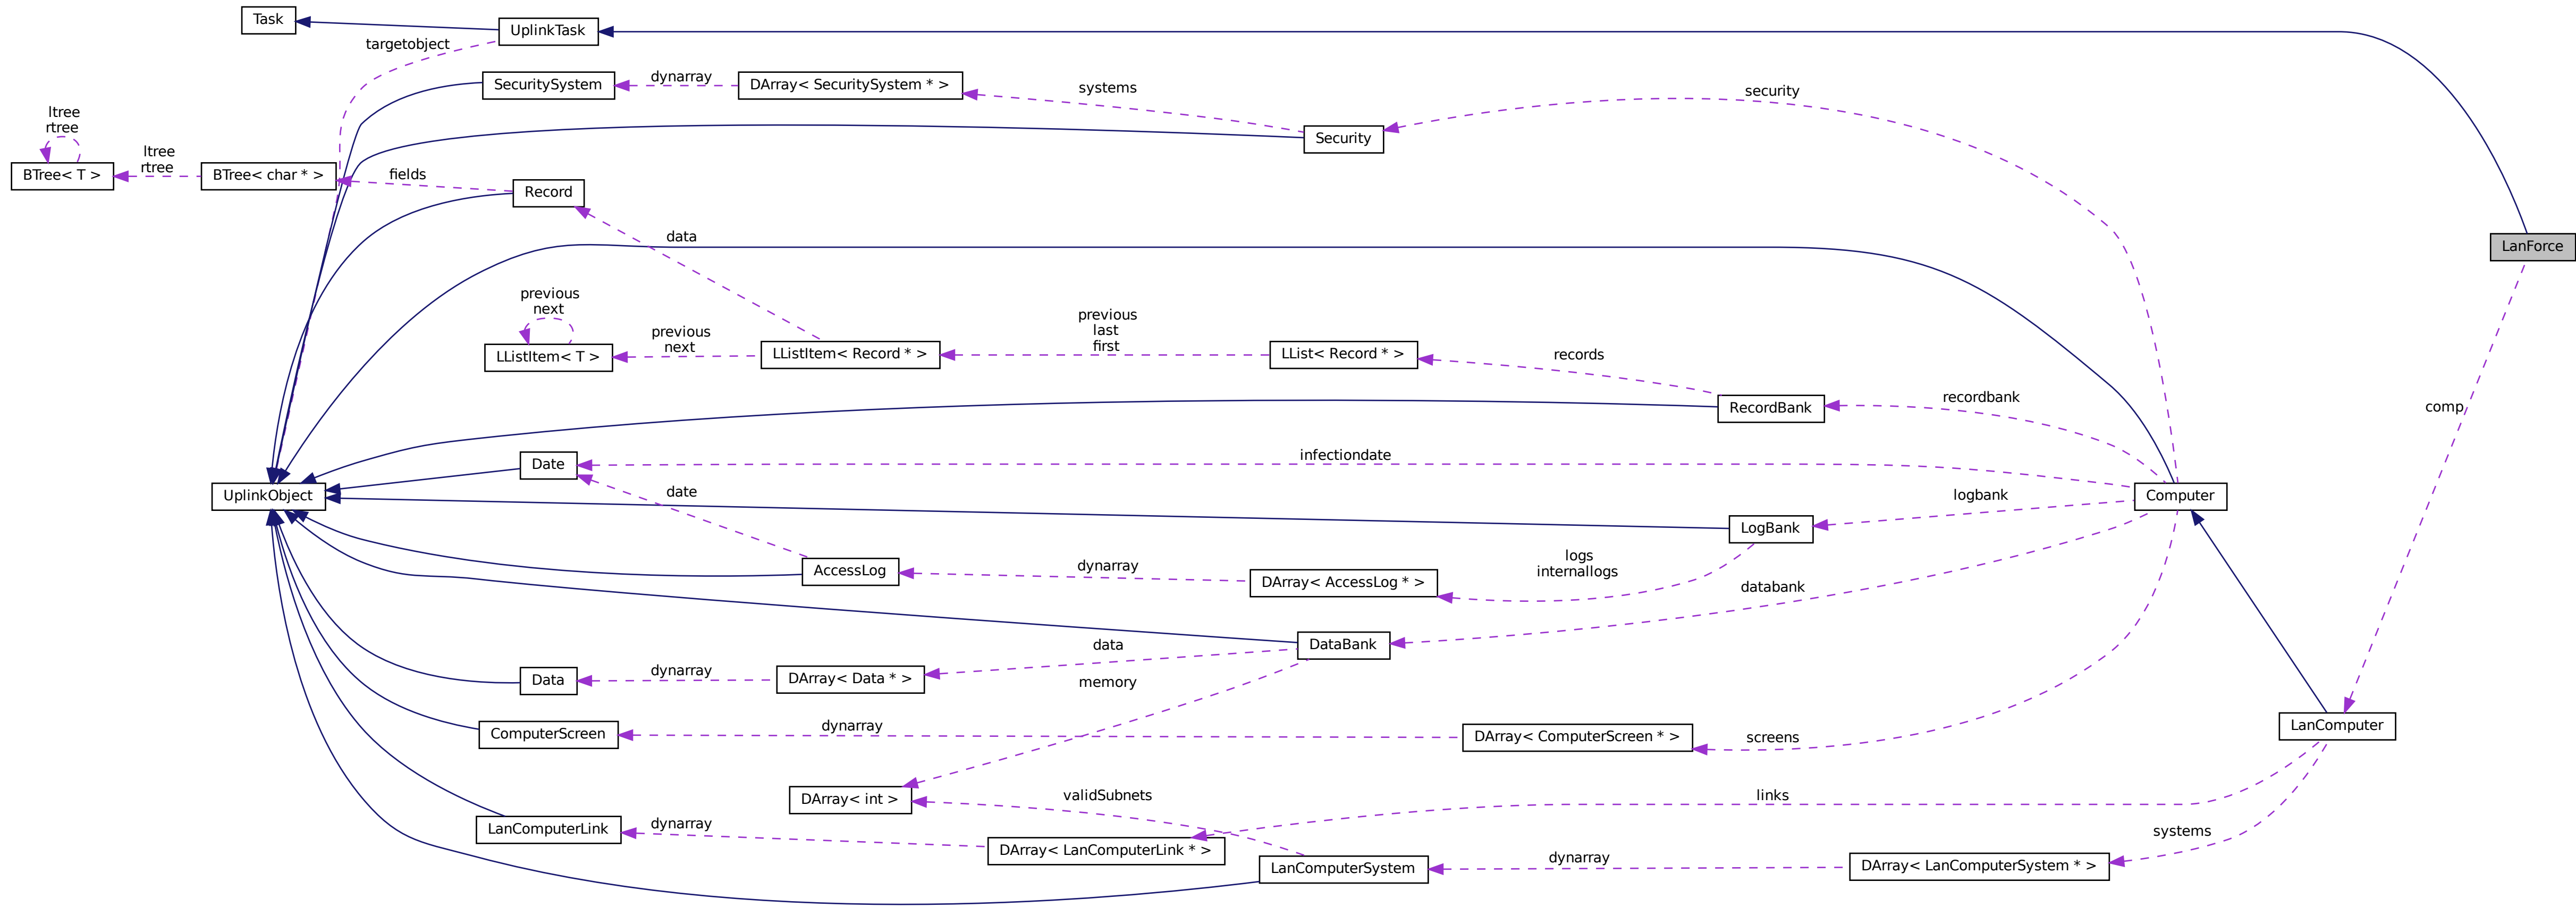 Task
UplinkTask
targetobject
SecuritySystem
dynarray
DArray< SecuritySystem * >
systems
security
Security
ltree
rtree
BTree< T >
ltree
rtree
BTree< char * >
fields
Record
data
LanForce
previous
next
LListItem< T >
previous
next
LListItem< Record * >
previous
last
first
LList< Record * >
records
RecordBank
recordbank
comp
Date
infectiondate
UplinkObject
date
Computer
logbank
LogBank
AccessLog
dynarray
DArray< AccessLog * >
logs
internallogs
databank
DataBank
data
memory
Data
dynarray
DArray< Data * >
ComputerScreen
dynarray
DArray< ComputerScreen * >
screens
LanComputer
DArray< int >
validSubnets
links
LanComputerLink
dynarray
DArray< LanComputerLink * >
systems
LanComputerSystem
dynarray
DArray< LanComputerSystem * >